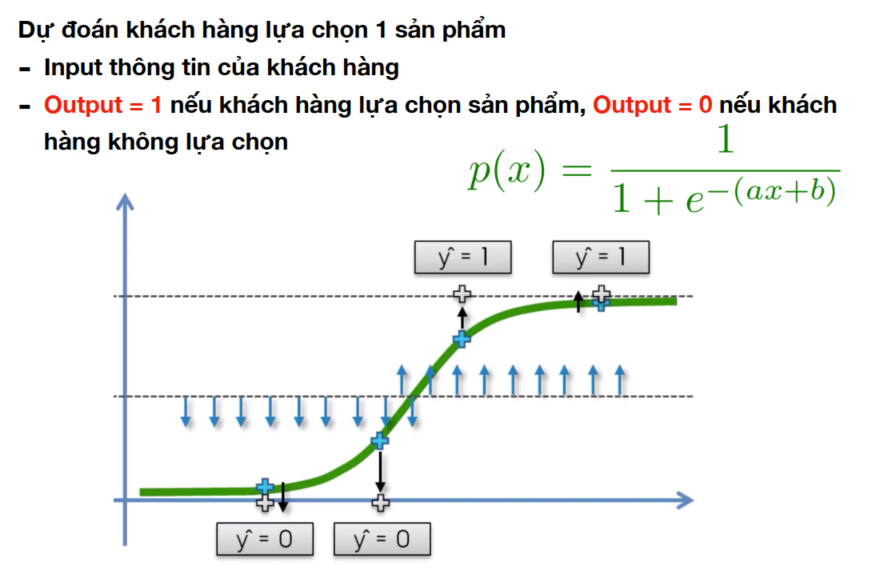 Dự đoán khách hàng lựa chọn 1 sản phẩm
- Input thông tin của khách hàng
- Output = 1 nếu khách hàng lựa chọn sản phẩm, Output = 0 nếu khách
hàng không lựa chọn
p(x) = 1 / (1 + e^{-(ax+b)})
ŷ = 1
ŷ = 1
ŷ = 0
ŷ = 0